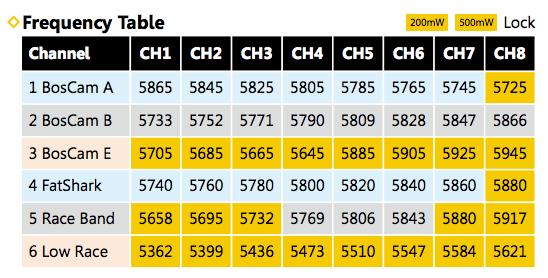 Frequency Table 200mW 500mW Lock
Channel CH1 CH2 CH3 CH4 CH5 CH6 CH7 CH8
1 BosCam A 5865 5845 5825 5805 5785 5765 5745 5725
2 BosCam B 5733 5752 5771 5790 5809 5828 5847 5866
3 BosCam E 5705 5685 5665 5645 5885 5905 5925 5945
4 FatShark 5740 5760 5780 5800 5820 5840 5860 5880
5 Race Band 5658 5695 5732 5769 5806 5843 5880 5917
6 Low Race 5362 5399 5436 5473 5510 5547 5584 5621